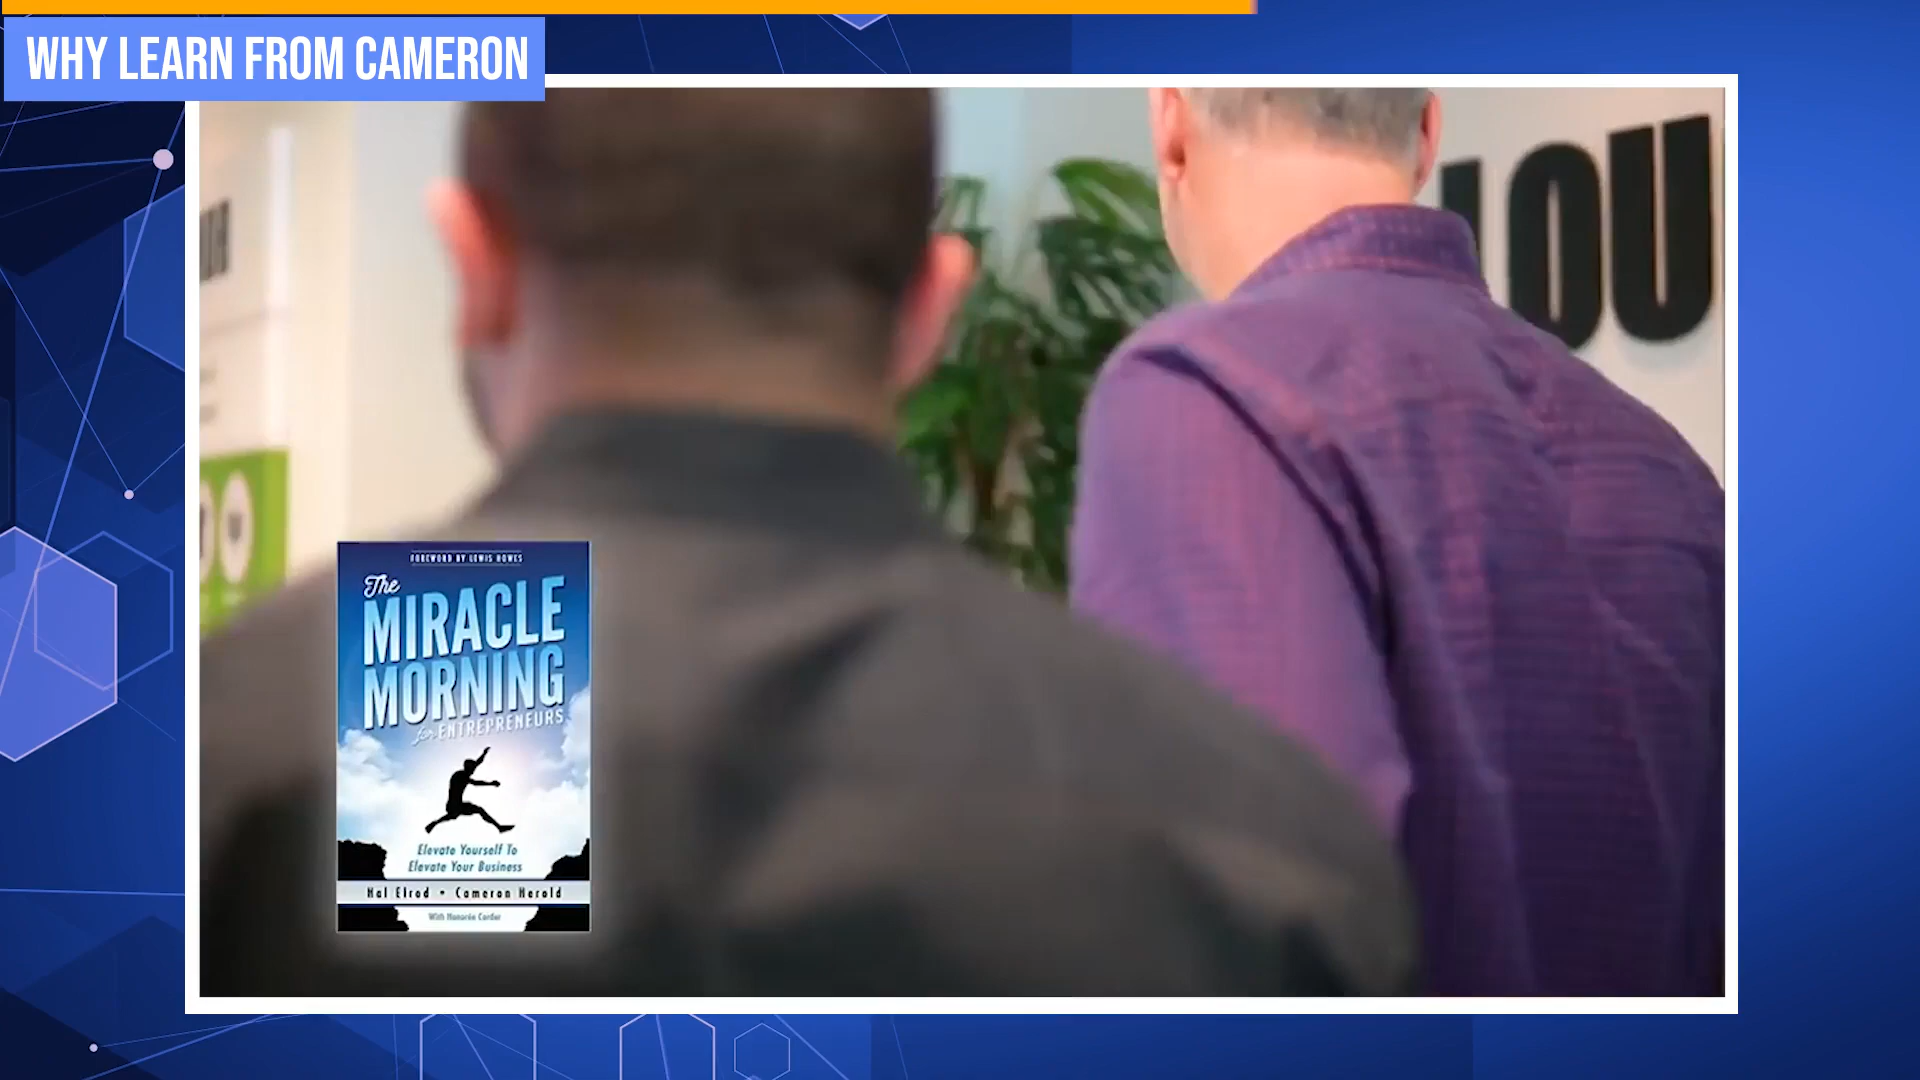 WHY LEARN FROM CAMERON
OU
FOREWORD BY LEWIS HOWES
The
MIRACLE
MORNING
for ENTREPRENEURS
Elevate Yourself To
Elevate Your Business
Hal Elrod • Cameron Herold
With Honorée Corder